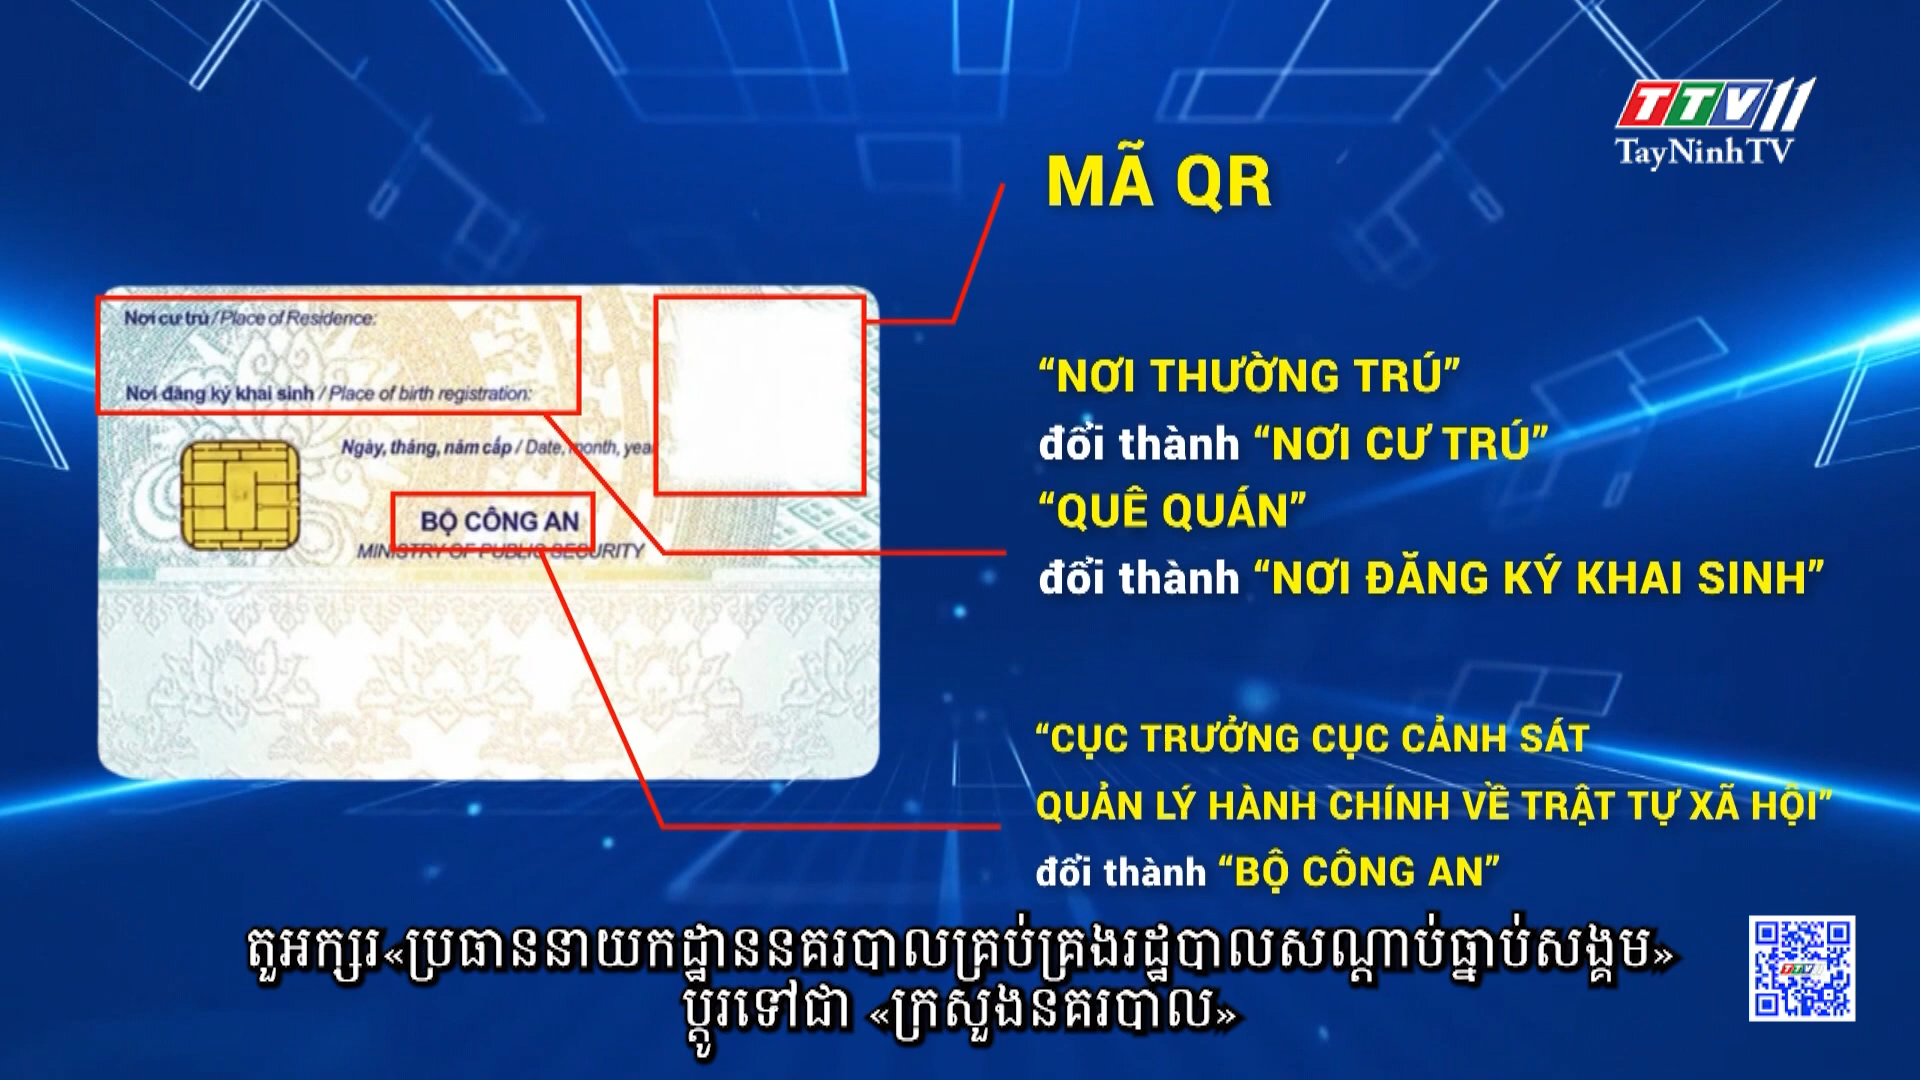 TTV11
TayNinhTV
MÃ QR
Nơi cư trú / Place of Residence:
Nơi đăng ký khai sinh / Place of birth registration:
Ngày, tháng, năm cấp / Date, month, yea
BỘ CÔNG AN
MINISTRY OF PUBLIC SECURITY
“NƠI THƯỜNG TRÚ”
đổi thành “NƠI CƯ TRÚ”
“QUÊ QUÁN”
đổi thành “NƠI ĐĂNG KÝ KHAI SINH”
“CỤC TRƯỞNG CỤC CẢNH SÁT
QUẢN LÝ HÀNH CHÍNH VỀ TRẬT TỰ XÃ HỘI”
đổi thành “BỘ CÔNG AN”
តួអក្សរ«ប្រធាននាយកដ្ឋាននគរបាលគ្រប់គ្រងរដ្ឋបាលសណ្តាប់ធ្នាប់សង្គម»
ប្តូរទៅជា «ក្រសួងនគរបាល»
TTV11